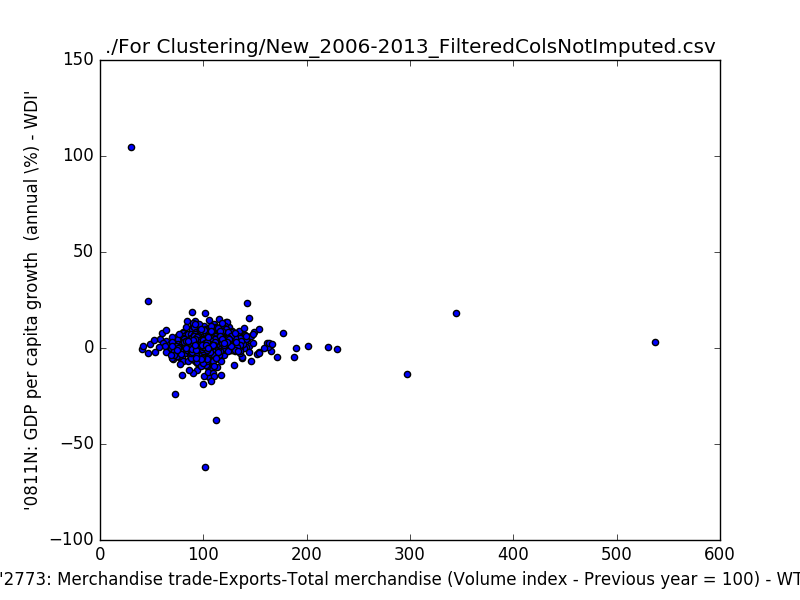 ./For Clustering/New_2006-2013_FilteredColsNotImputed.csv
150
100
50
0
−50
−100
'0811N: GDP per capita growth  (annual \%) - WDI'
0 100 200 300 400 500 600
'2773: Merchandise trade-Exports-Total merchandise (Volume index - Previous year = 100) - WT